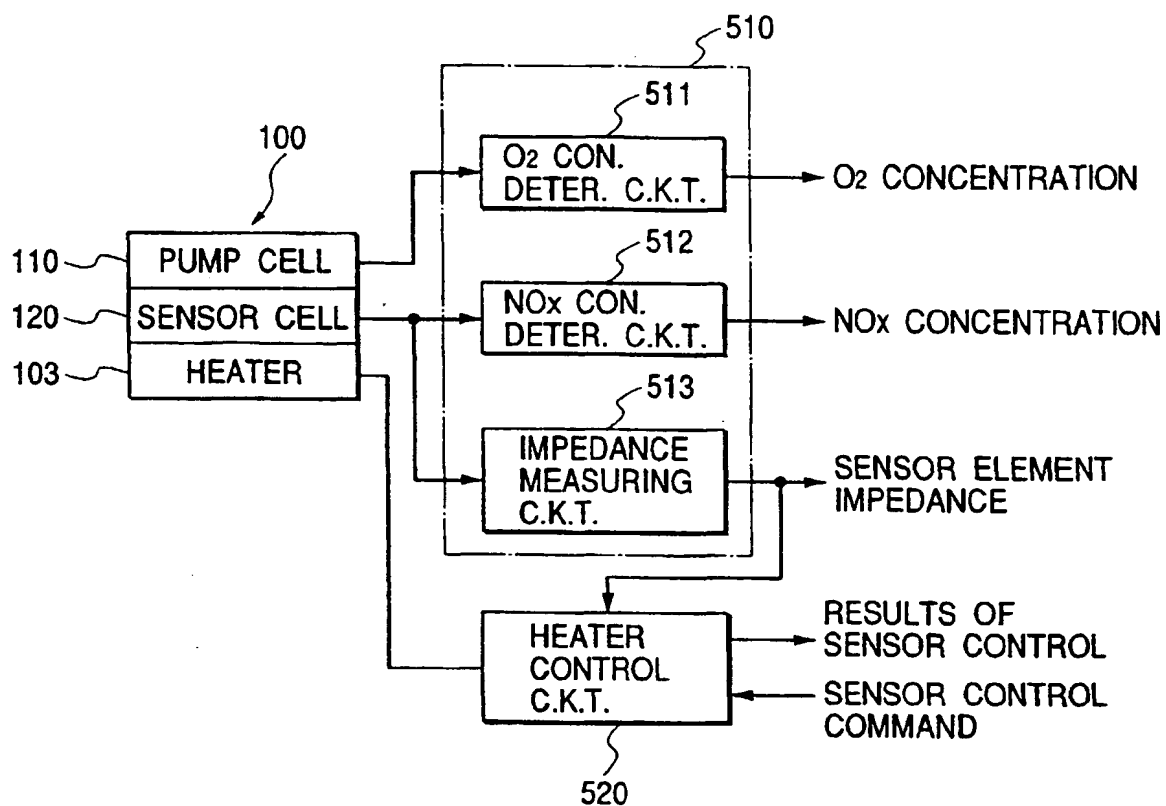 510
511
100
O2 CON.
DETER. C.K.T.
O2 CONCENTRATION
110
PUMP CELL
512
120
SENSOR CELL
NOx CON.
DETER. C.K.T.
NOx CONCENTRATION
103
HEATER
513
IMPEDANCE
MEASURING
C.K.T.
SENSOR ELEMENT
IMPEDANCE
HEATER
CONTROL
C.K.T.
RESULTS OF
SENSOR CONTROL
SENSOR CONTROL
COMMAND
520